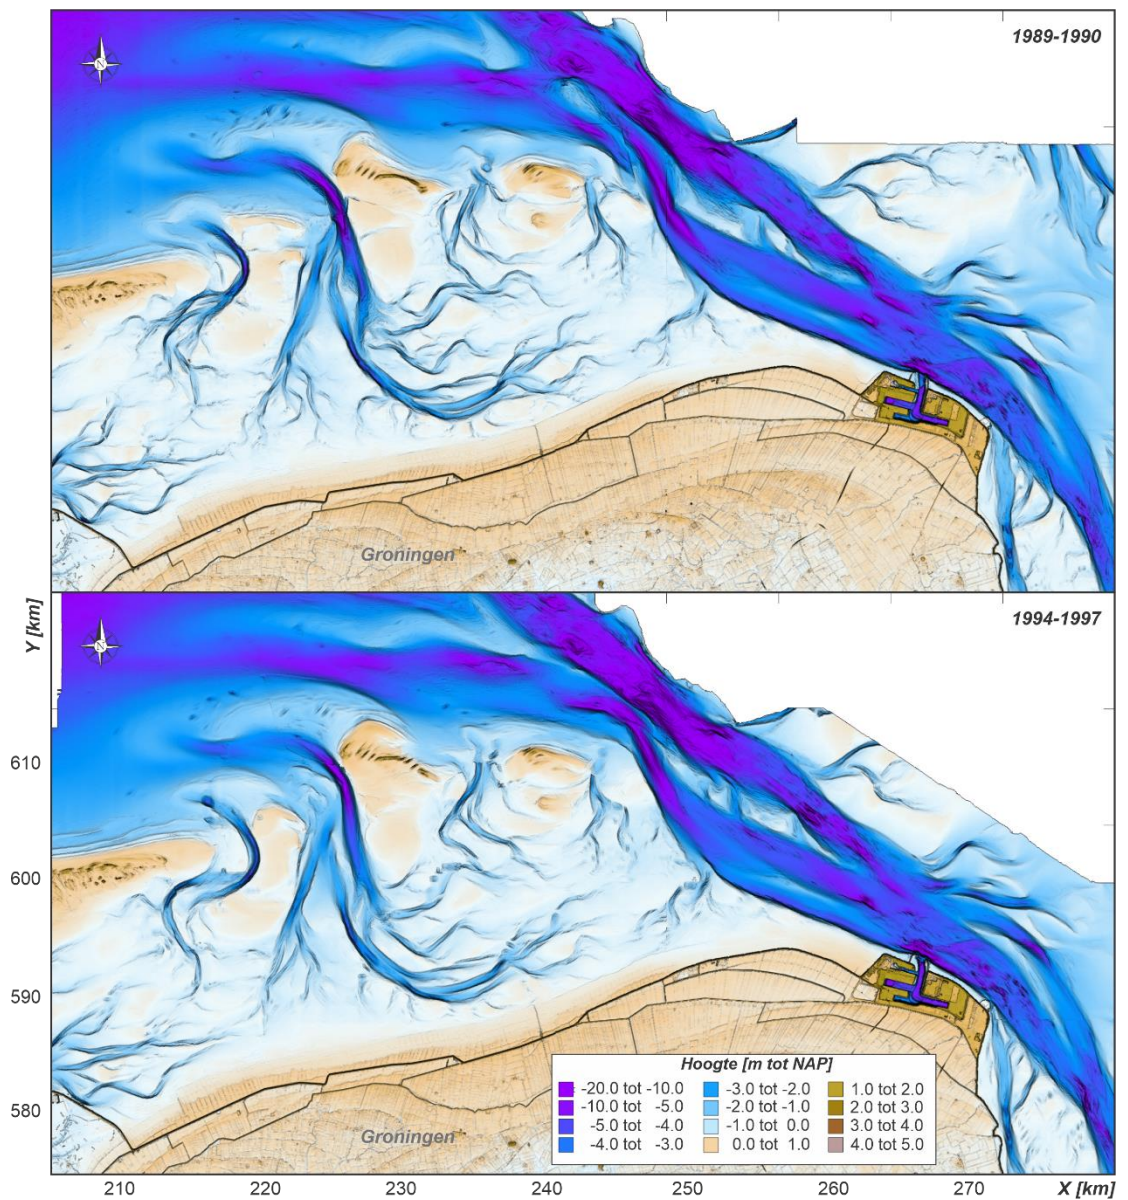 1989-1990
N
Groningen
1994-1997
N
Y [km]
610
600
590
580
Groningen
Hoogte [m tot NAP]
-20.0 tot -10.0
-10.0 tot -5.0
-5.0 tot -4.0
-4.0 tot -3.0
-3.0 tot -2.0
-2.0 tot -1.0
-1.0 tot 0.0
0.0 tot 1.0
1.0 tot 2.0
2.0 tot 3.0
3.0 tot 4.0
4.0 tot 5.0
210 220 230 240 250 260 270 X [km]